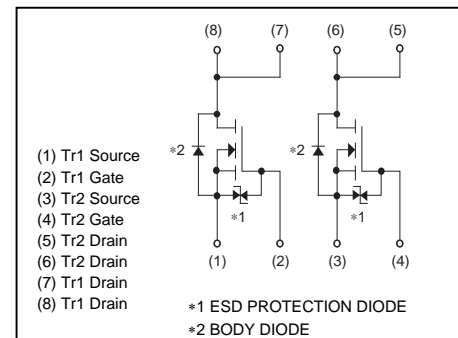 (8) (7) (6) (5)
∗2 ∗2
∗1 ∗1
(1) Tr1 Source
(2) Tr1 Gate
(3) Tr2 Source
(4) Tr2 Gate
(5) Tr2 Drain
(6) Tr2 Drain
(7) Tr1 Drain
(8) Tr1 Drain
(1) (2) (3) (4)
∗1 ESD PROTECTION DIODE
∗2 BODY DIODE